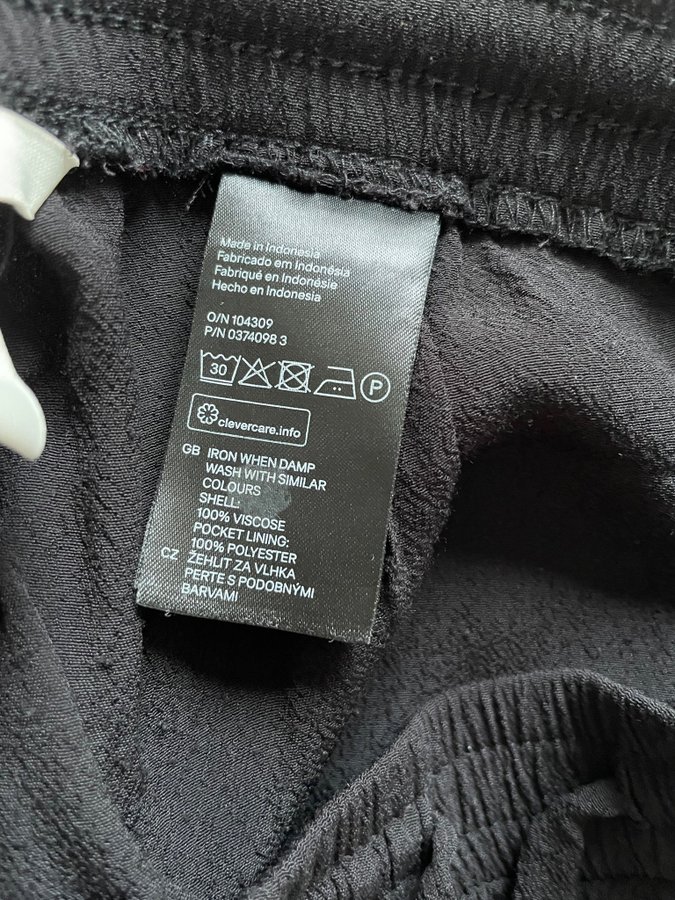 Made in Indonesia
Fabricado em Indonésia
Fabriqué en Indonésie
Hecho en Indonesia
O/N 104309
P/N 0374098 3
30 P
clevercare.info
GB IRON WHEN DAMP
WASH WITH SIMILAR
COLOURS
SHELL:
100% VISCOSE
POCKET LINING:
100% POLYESTER
CZ ŽEHLIT ZA VLHKA
PERTE S PODOBNÝMI
BARVAMI